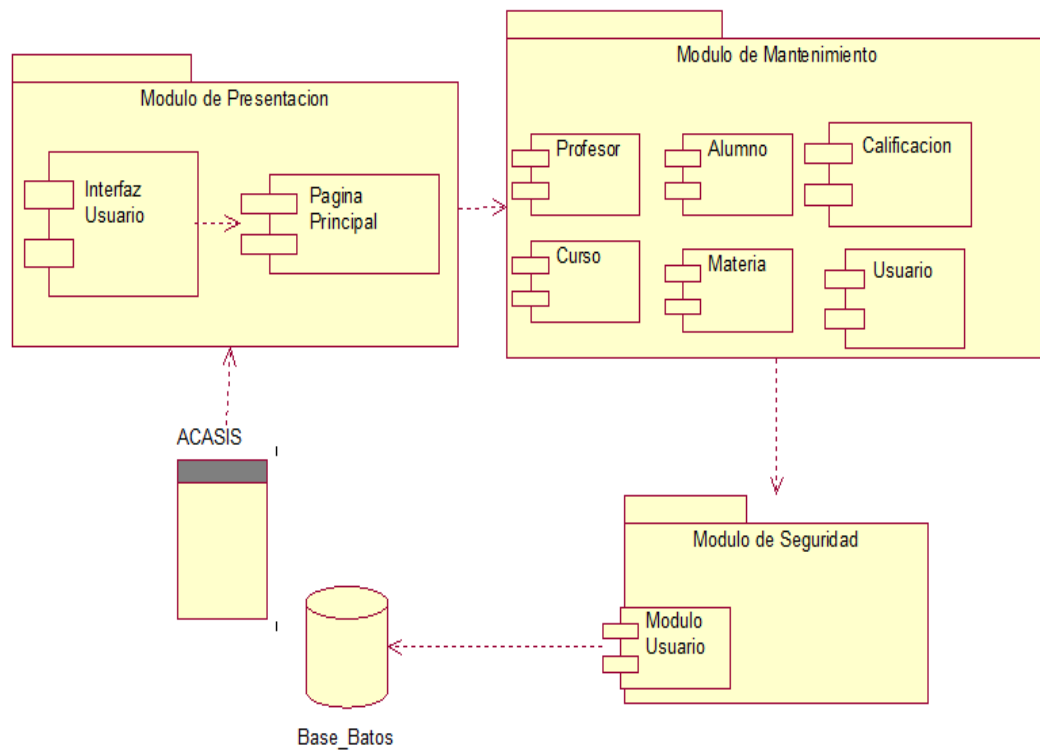 Modulo de Presentacion
Interfaz
Usuario
Pagina
Principal
Modulo de Mantenimiento
Profesor
Alumno
Calificacion
Curso
Materia
Usuario
ACASIS
Modulo de Seguridad
Modulo
Usuario
Base_Batos